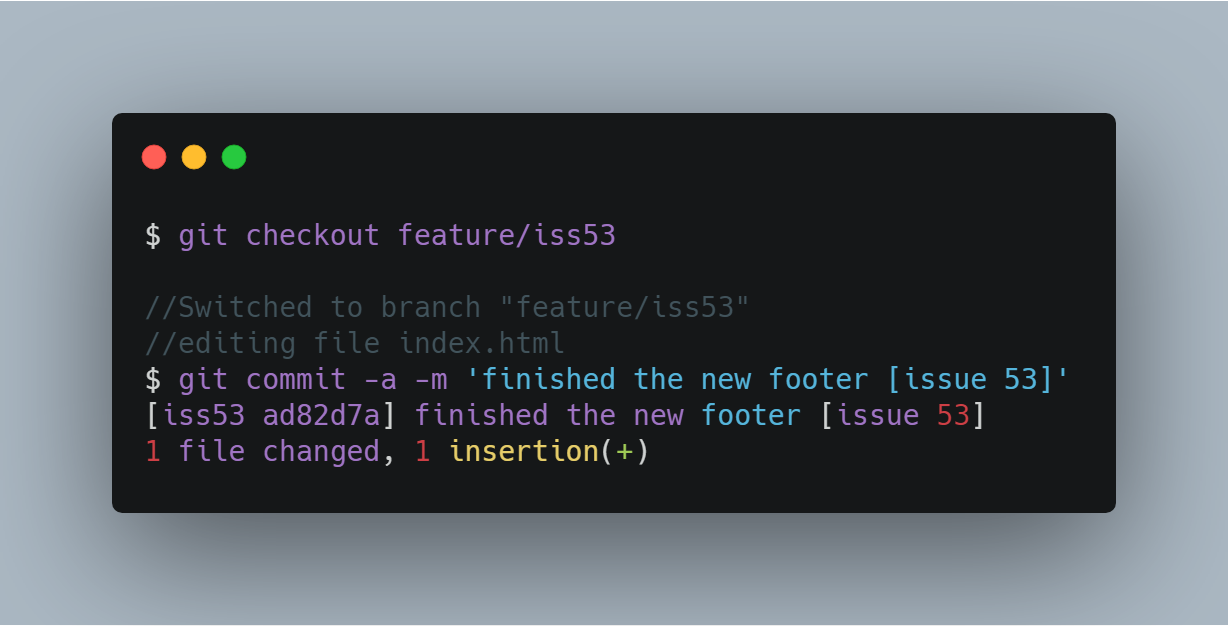 $ git checkout feature/iss53
//Switched to branch "feature/iss53"
//editing file index.html
$ git commit -a -m 'finished the new footer [issue 53]'
[iss53 ad82d7a] finished the new footer [issue 53]
1 file changed, 1 insertion(+)